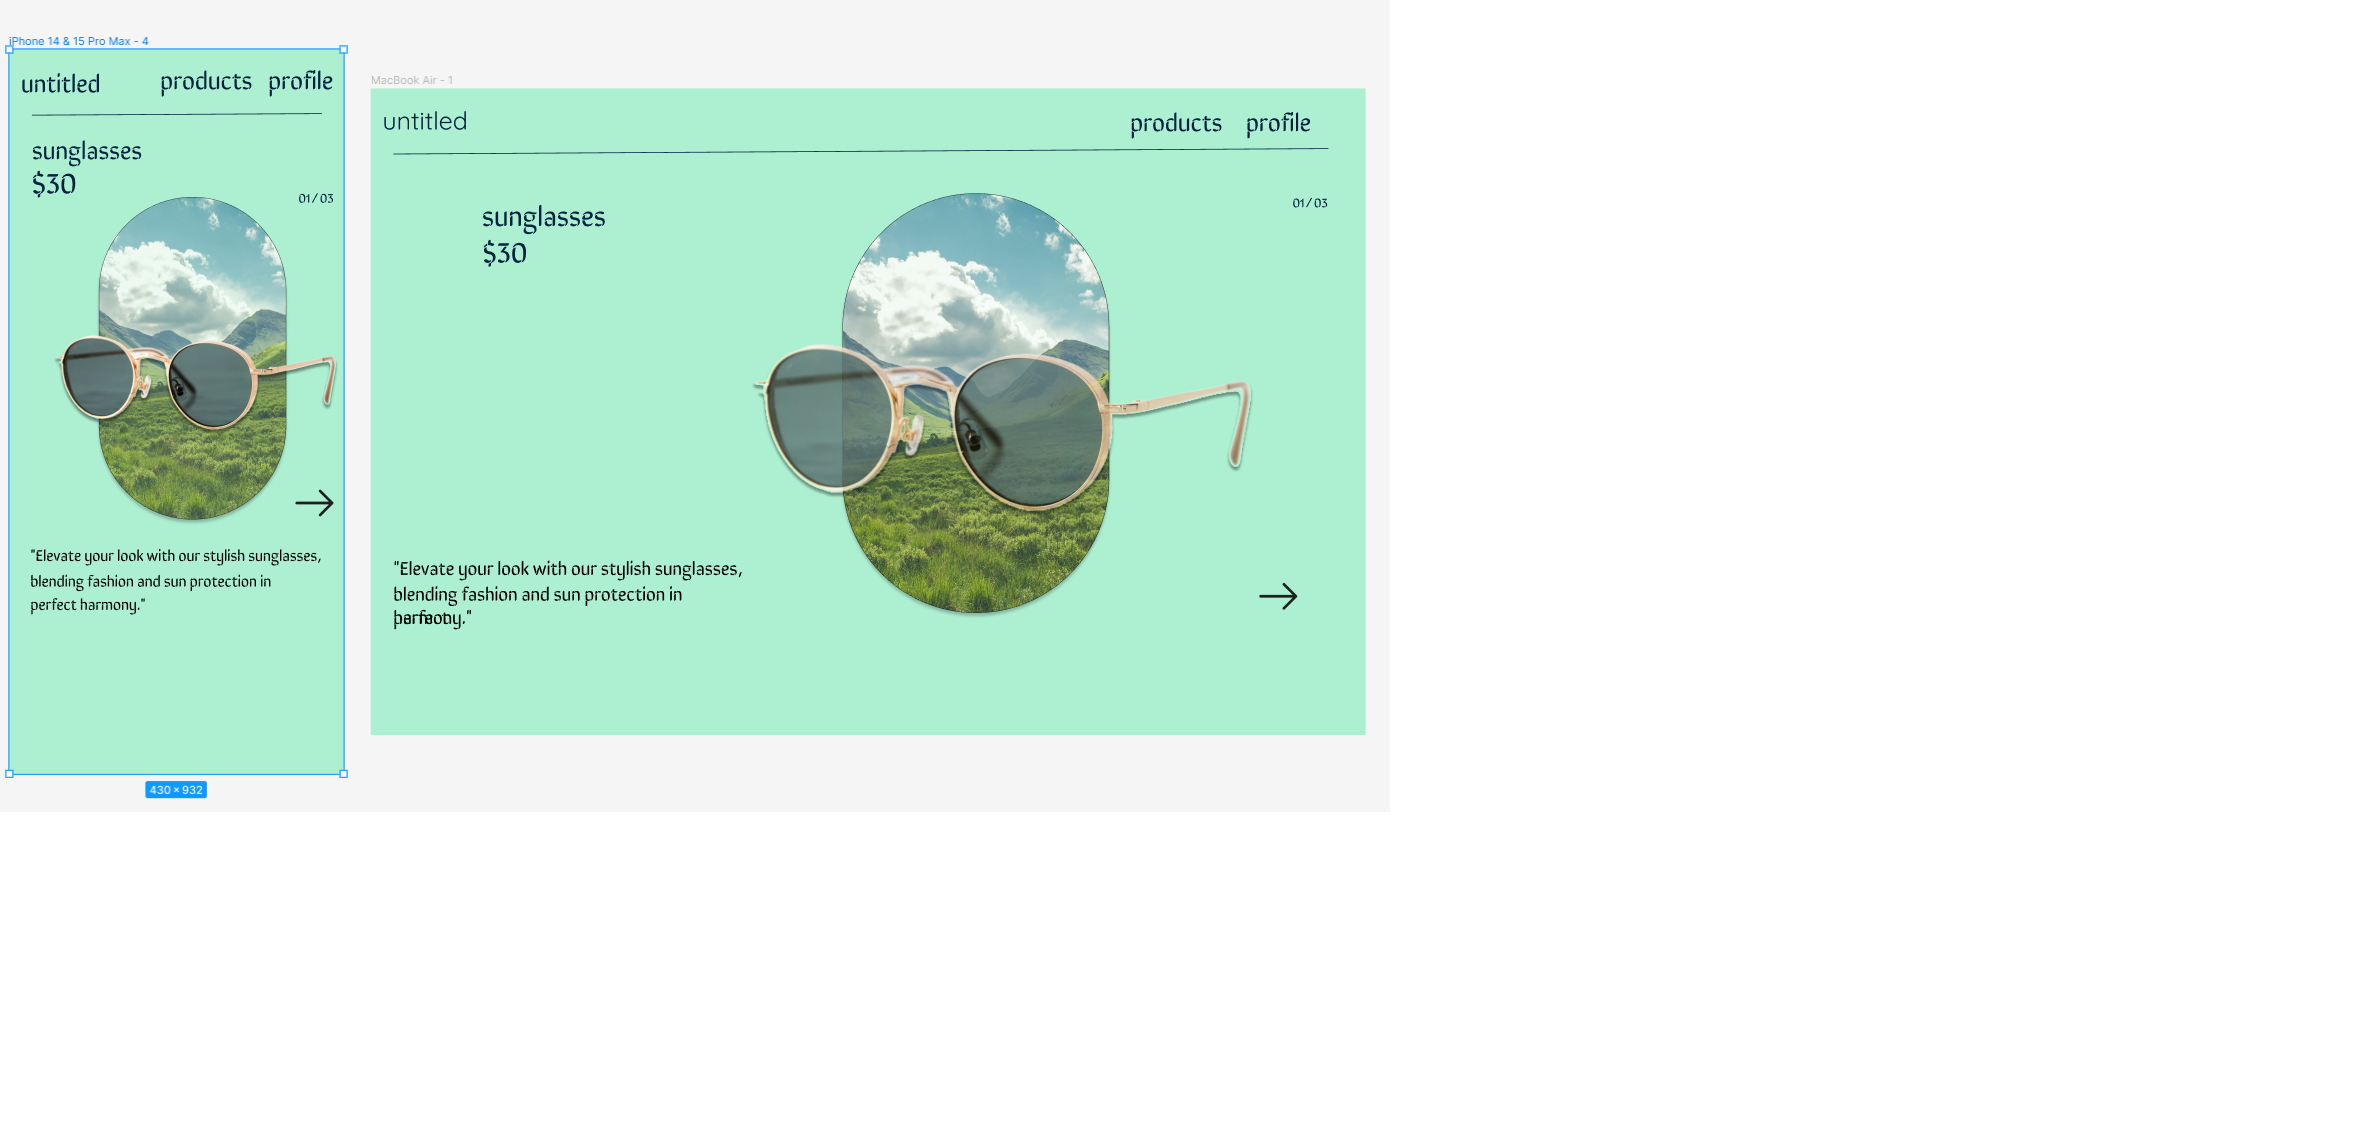 iPhone 14 & 15 Pro Max - 4
untitled products profile
sunglasses
$30
01/03
"Elevate your look with our stylish sunglasses,
blending fashion and sun protection in
perfect harmony."
430 × 932
MacBook Air - 1
untitled products profile
sunglasses
$30
01/03
"Elevate your look with our stylish sunglasses,
blending fashion and sun protection in
harmony."